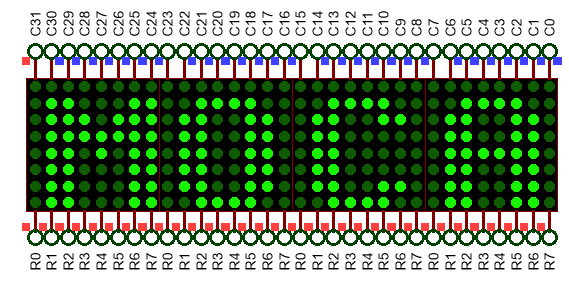 C31 C30 C29 C28 C27 C26 C25 C24 C23 C22 C21 C20 C19 C18 C17 C16 C15 C14 C13 C12 C11 C10 C9 C8 C7 C6 C5 C4 C3 C2 C1 C0
MOCA
R0 R1 R2 R3 R4 R5 R6 R7 R0 R1 R2 R3 R4 R5 R6 R7 R0 R1 R2 R3 R4 R5 R6 R7 R0 R1 R2 R3 R4 R5 R6 R7